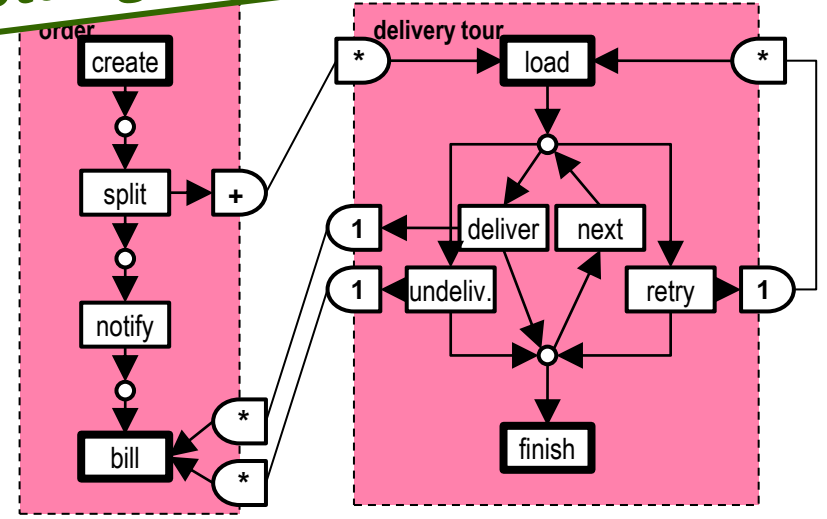 order
create
split
+
notify
bill
*
*
delivery tour
*
load
*
1
deliver
next
1
undeliv.
retry
1
finish